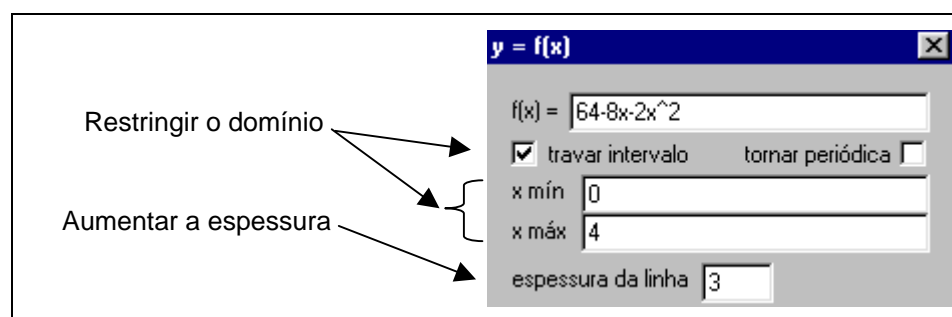 y = f(x)
f(x) = 64-8x-2x^2
Restringir o domínio
travar intervalo tornar periódica
x mín 0
x máx 4
Aumentar a espessura
espessura da linha 3